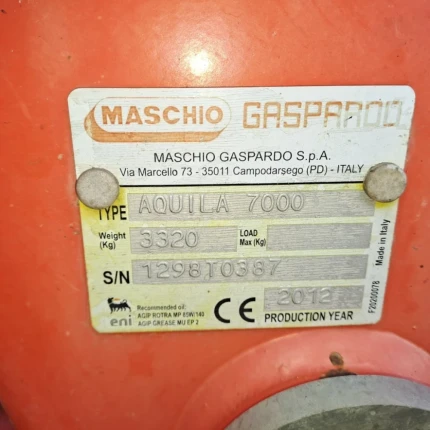 MASCHIO GASPARDO
MASCHIO GASPARDO S.p.A.
Via Marcello 73 - 35011 Campodarsego (PD) - ITALY
TYPE AQUILA 7000
Weight (Kg) 3320 LOAD Max (Kg)
S/N 1298T0387
eni
Recommended oil:
AGIP ROTRA MP 85W/140
AGIP GREASE MU EP 2
CE
2012
PRODUCTION YEAR
Made in Italy
F20200078